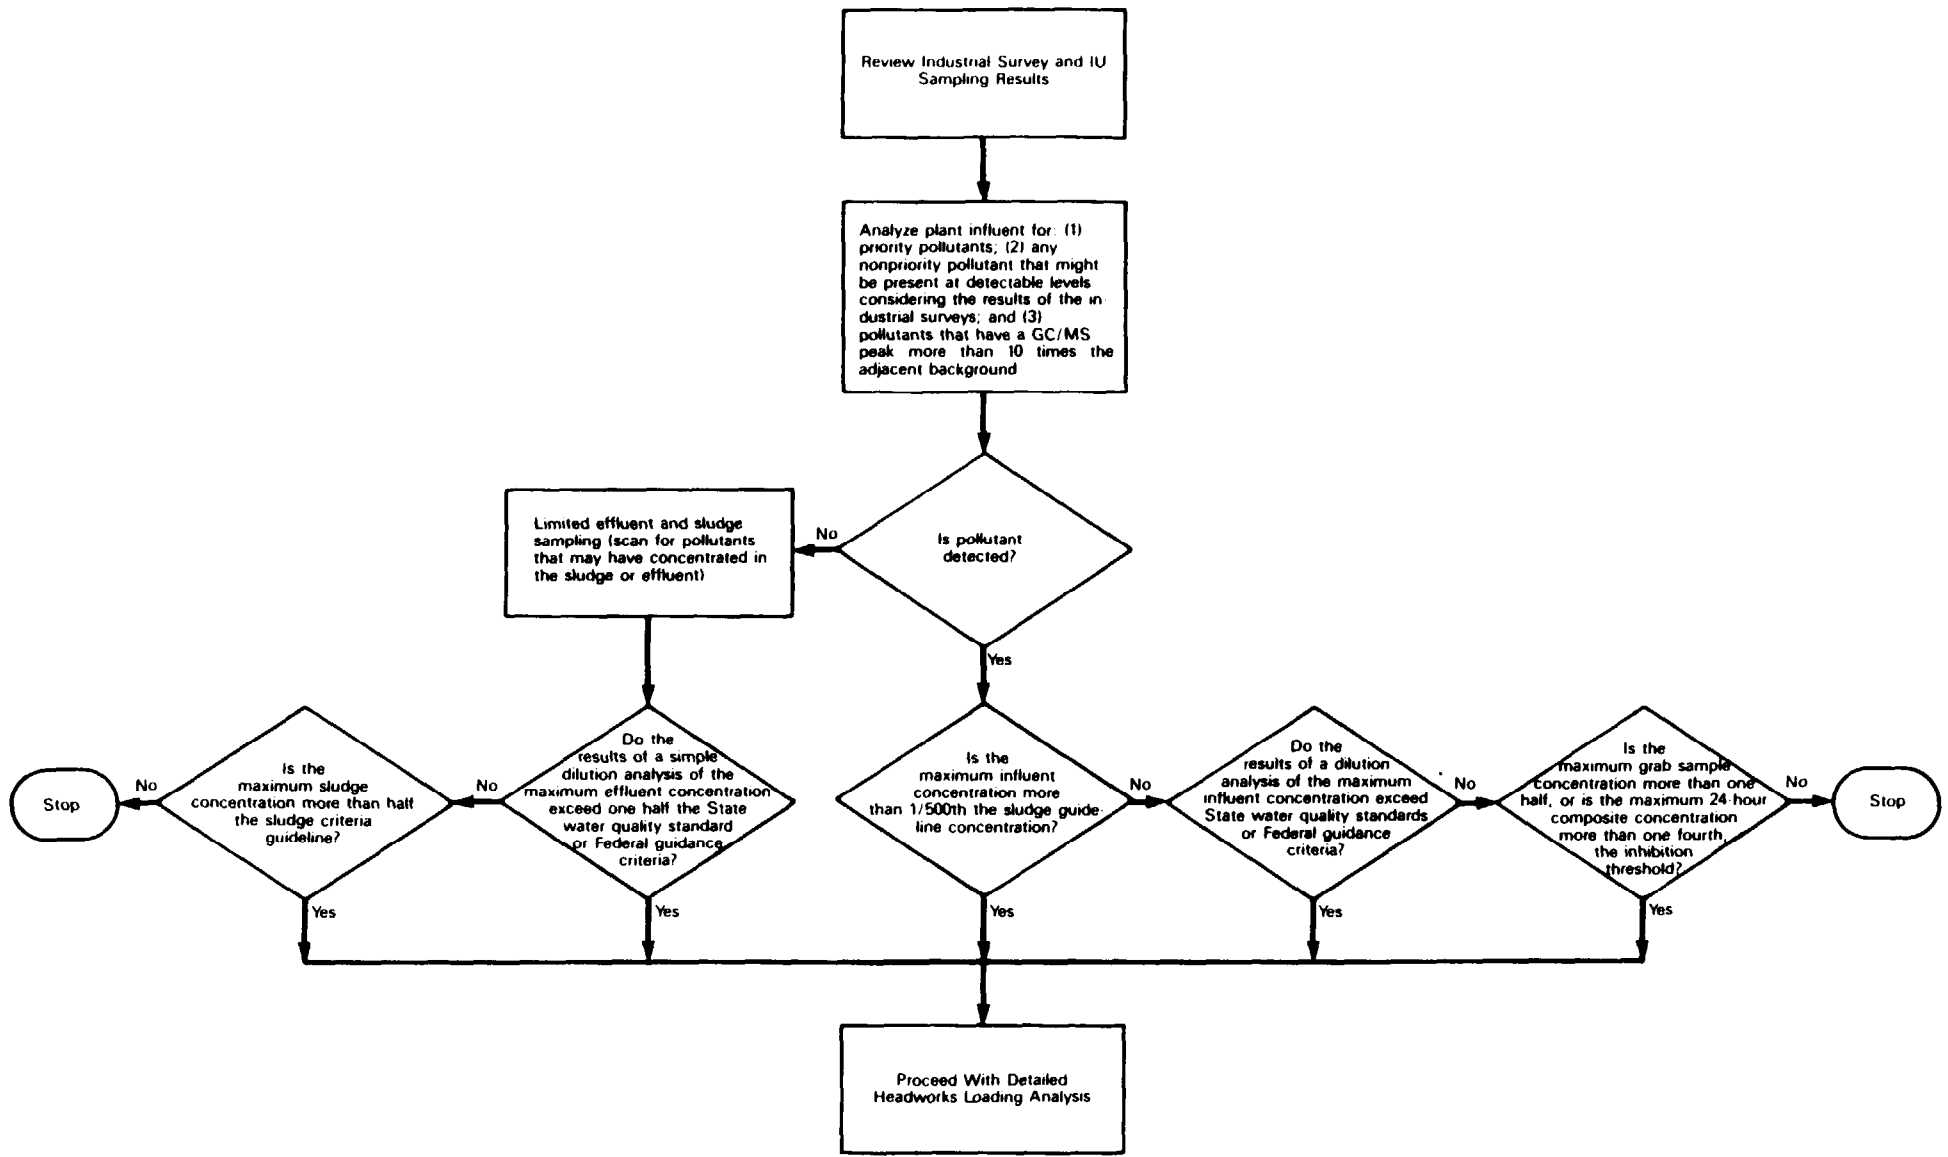 Review Industrial Survey and IU
Sampling Results
Analyze plant influent for: (1)
priority pollutants; (2) any
nonpriority pollutant that might
be present at detectable levels
considering the results of the in-
dustrial surveys; and (3)
pollutants that have a GC/MS
peak more than 10 times the
adjacent background
Is pollutant
detected?
No
Yes
Limited effluent and sludge
sampling (scan for pollutants
that may have concentrated in
the sludge or effluent)
Stop
No
Is the
maximum sludge
concentration more than half
the sludge criteria
guideline?
Yes
No
Do the
results of a simple
dilution analysis of the
maximum effluent concentration
exceed one half the State
water quality standard
or Federal guidance
criteria?
Yes
Is the
maximum influent
concentration more
than 1/500th the sludge guide-
line concentration?
Yes
No
Do the
results of a dilution
analysis of the maximum
influent concentration exceed
State water quality standards
or Federal guidance
criteria?
Yes
No
Is the
maximum grab sample
concentration more than one
half, or is the maximum 24-hour
composite concentration
more than one fourth,
the inhibition
threshold?
Yes
No
Stop
Proceed With Detailed
Headworks Loading Analysis